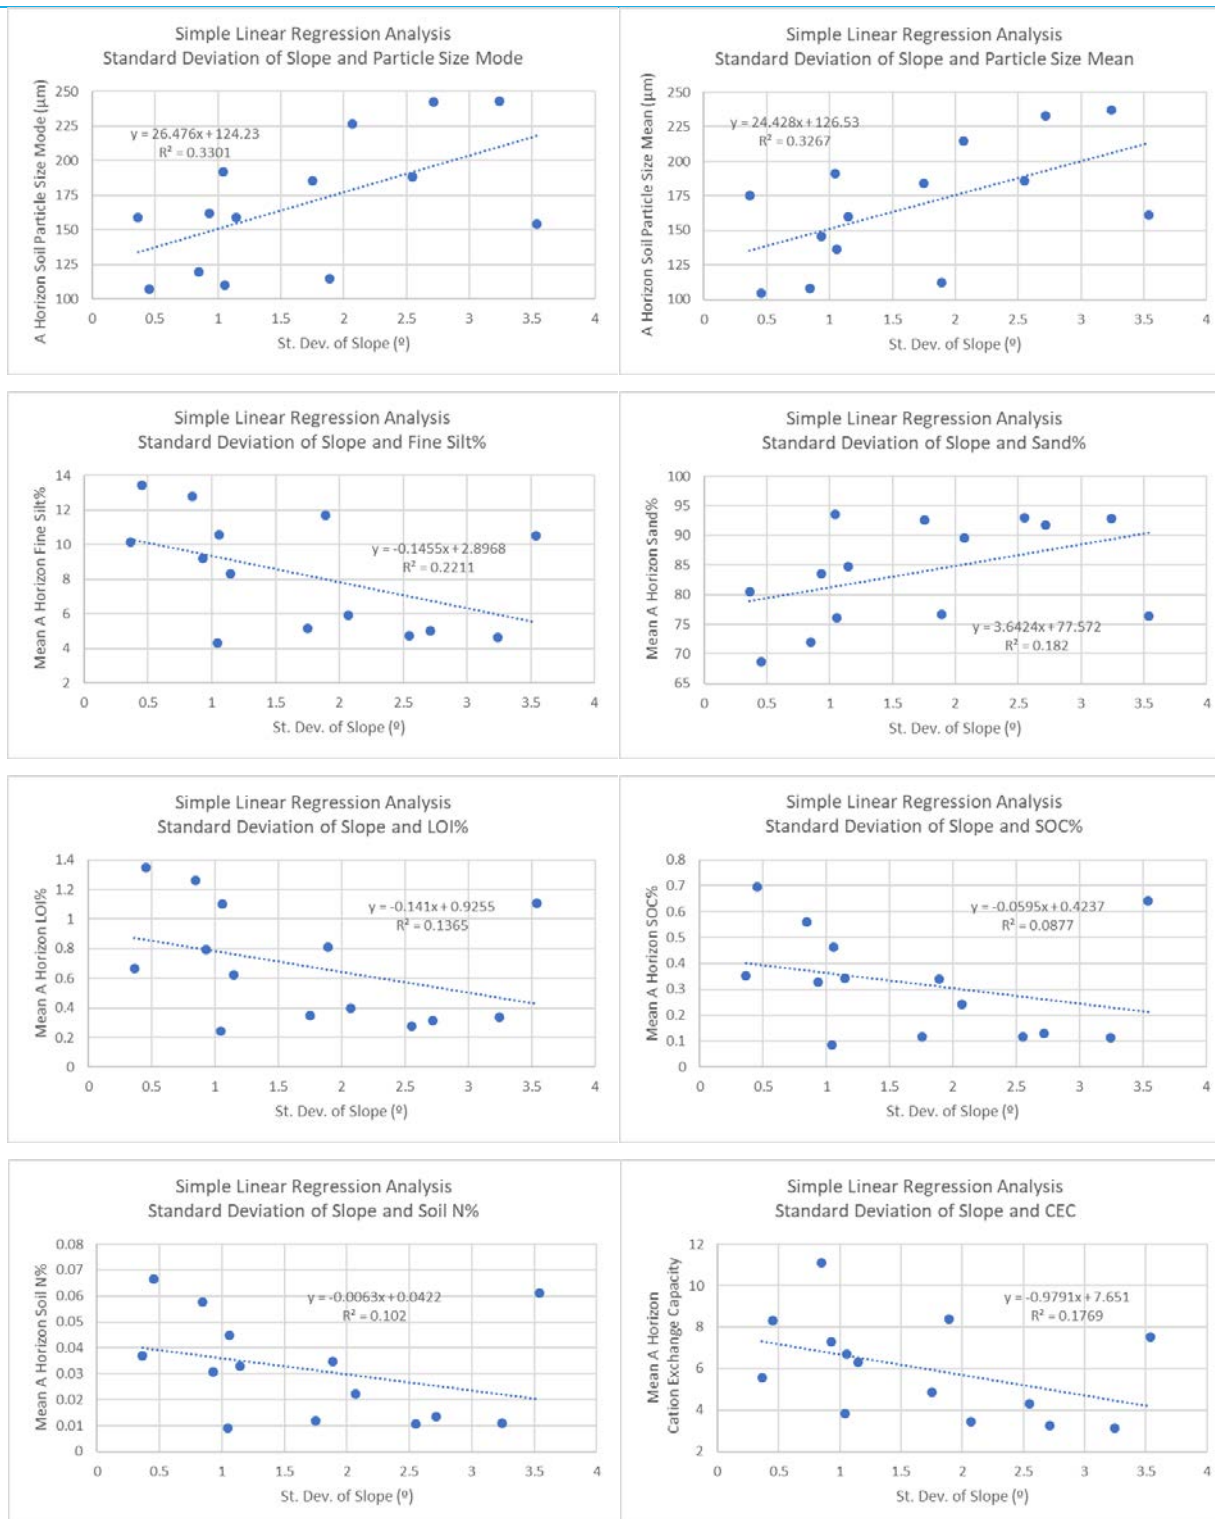 Simple Linear Regression Analysis
Standard Deviation of Slope and Particle Size Mode
A Horizon Soil Particle Size Mode (µm)
250
225
200
175
150
125
100
y = 26.476x + 124.23
R² = 0.3301
0 0.5 1 1.5 2 2.5 3 3.5 4
St. Dev. of Slope (º)
Simple Linear Regression Analysis
Standard Deviation of Slope and Particle Size Mean
A Horizon Soil Particle Size Mean (µm)
250
225
200
175
150
125
100
y = 24.428x + 126.53
R² = 0.3267
0 0.5 1 1.5 2 2.5 3 3.5 4
St. Dev. of Slope (º)
Simple Linear Regression Analysis
Standard Deviation of Slope and Fine Silt%
Mean A Horizon Fine Silt%
14
12
10
8
6
4
2
y = -0.1455x + 2.8968
R² = 0.2211
0 0.5 1 1.5 2 2.5 3 3.5 4
St. Dev. of Slope (º)
Simple Linear Regression Analysis
Standard Deviation of Slope and Sand%
Mean A Horizon Sand%
100
95
90
85
80
75
70
65
y = 3.6424x + 77.572
R² = 0.182
0 0.5 1 1.5 2 2.5 3 3.5 4
St. Dev. of Slope (º)
Simple Linear Regression Analysis
Standard Deviation of Slope and LOI%
Mean A Horizon LOI%
1.4
1.2
1
0.8
0.6
0.4
0.2
0
y = -0.141x + 0.9255
R² = 0.1365
0 0.5 1 1.5 2 2.5 3 3.5 4
St. Dev. of Slope (º)
Simple Linear Regression Analysis
Standard Deviation of Slope and SOC%
Mean A Horizon SOC%
0.8
0.7
0.6
0.5
0.4
0.3
0.2
0.1
0
y = -0.0595x + 0.4237
R² = 0.0877
0 0.5 1 1.5 2 2.5 3 3.5 4
St. Dev. of Slope (º)
Simple Linear Regression Analysis
Standard Deviation of Slope and Soil N%
Mean A Horizon Soil N%
0.08
0.07
0.06
0.05
0.04
0.03
0.02
0.01
0
y = -0.0063x + 0.0422
R² = 0.102
0 0.5 1 1.5 2 2.5 3 3.5 4
St. Dev. of Slope (º)
Simple Linear Regression Analysis
Standard Deviation of Slope and CEC
Mean A Horizon
Cation Exchange Capacity
12
10
8
6
4
2
y = -0.9791x + 7.651
R² = 0.1769
0 0.5 1 1.5 2 2.5 3 3.5 4
St. Dev. of Slope (º)